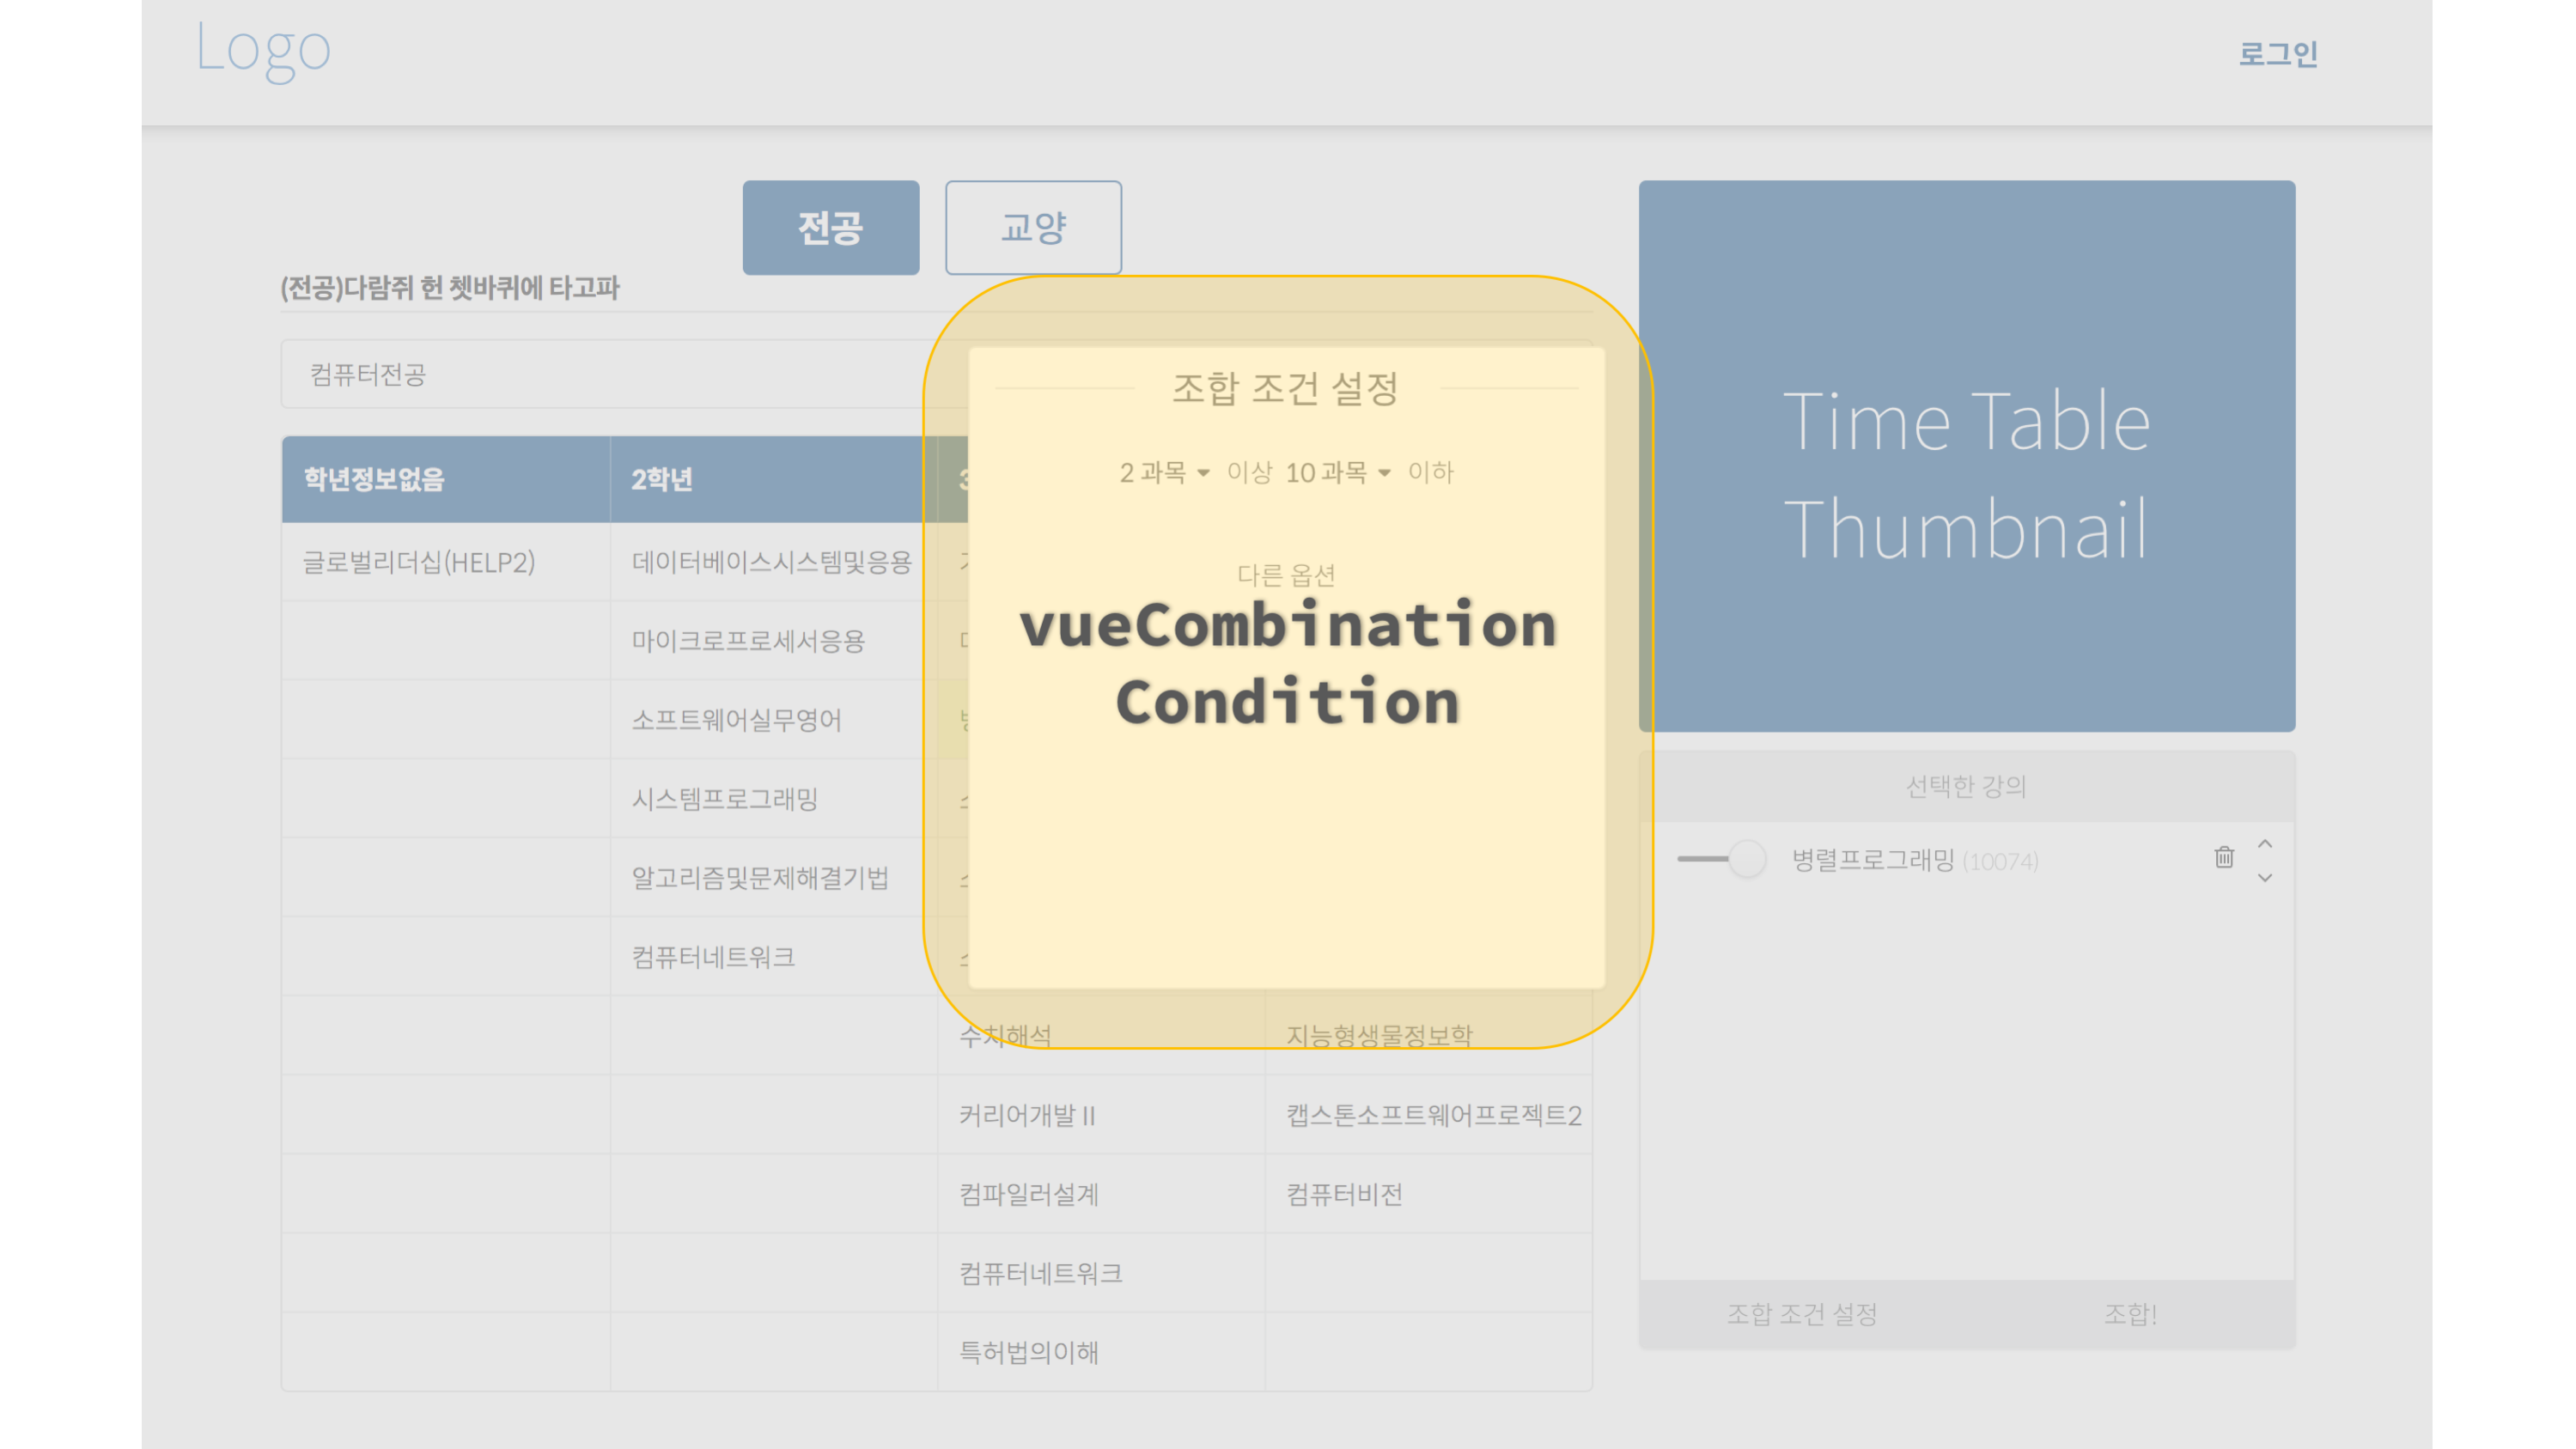 Logo
로그인
전공
교양
(전공)다람쥐 헌 쳇바퀴에 타고파
컴퓨터전공
학년정보없음
2학년
글로벌리더십(HELP2)
데이터베이스시스템및응용
마이크로프로세서응용
소프트웨어실무영어
시스템프로그래밍
알고리즘및문제해결기법
컴퓨터네트워크
수치해석
지능형생물정보학
커리어개발 II
캡스톤소프트웨어프로젝트2
컴파일러설계
컴퓨터비전
컴퓨터네트워크
특허법의이해
조합 조건 설정
2 과목 이상 10 과목 이하
다른 옵션
vueCombination
Condition
Time Table
Thumbnail
선택한 강의
병렬프로그래밍 (10074)
조합 조건 설정
조합!